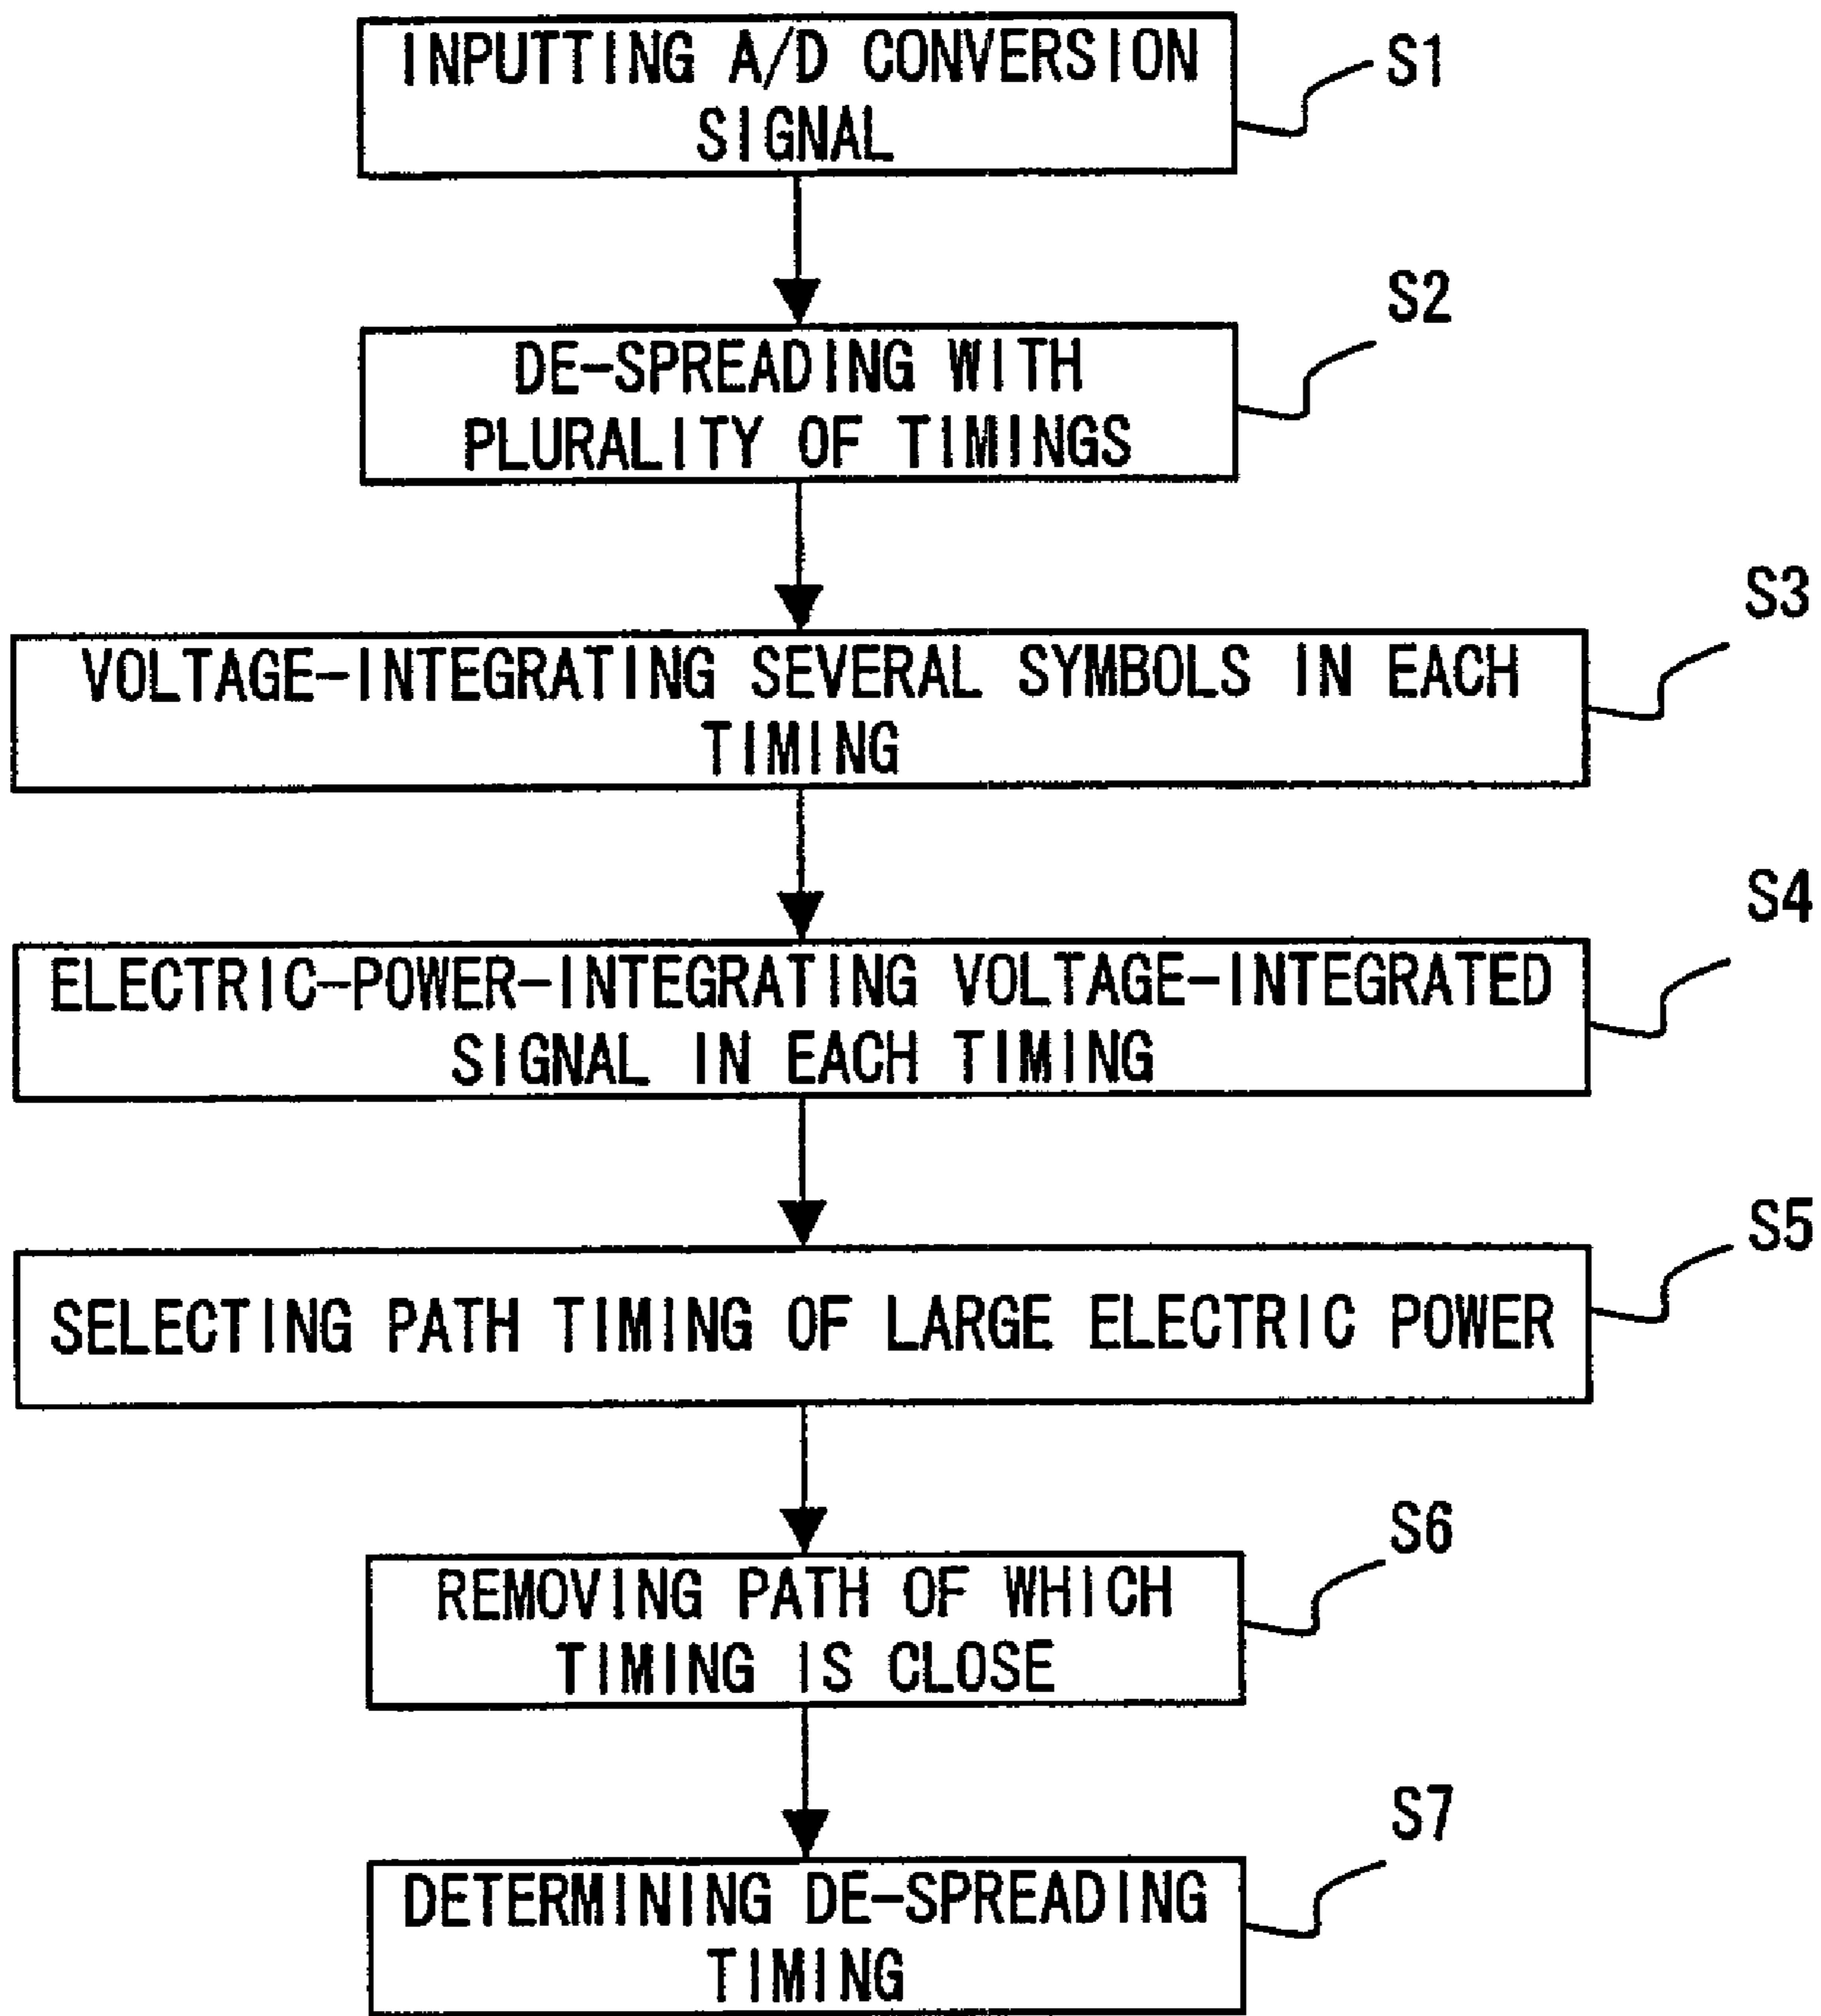 INPUTTING A/D CONVERSION
SIGNAL
S1
DE-SPREADING WITH
PLURALITY OF TIMINGS
S2
VOLTAGE-INTEGRATING SEVERAL SYMBOLS IN EACH
TIMING
S3
ELECTRIC-POWER-INTEGRATING VOLTAGE-INTEGRATED
SIGNAL IN EACH TIMING
S4
SELECTING PATH TIMING OF LARGE ELECTRIC POWER
S5
REMOVING PATH OF WHICH
TIMING IS CLOSE
S6
DETERMINING DE-SPREADING
TIMING
S7